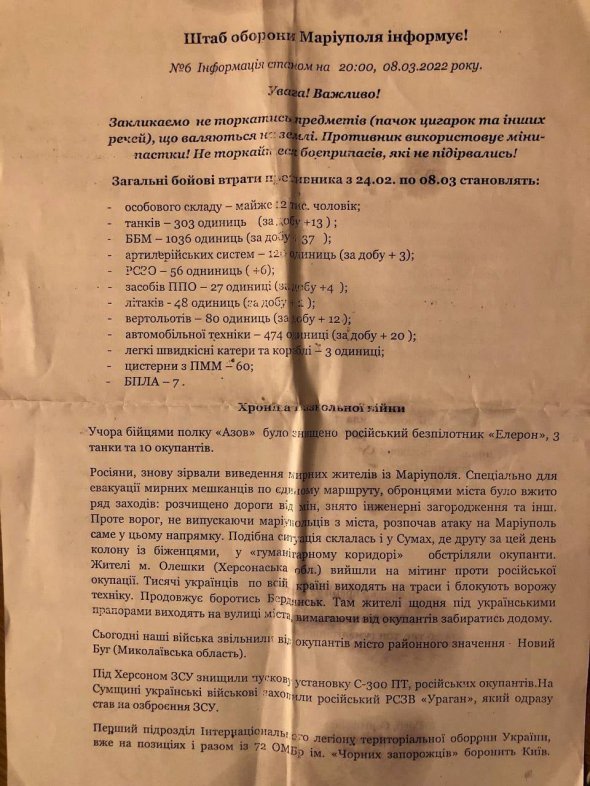 Штаб оборони Маріуполя інформує!
№6 Інформація станом на 20:00, 08.03.2022 року.
Увага! Важливо!
Закликаємо не торкатись предметів (пачок цигарок та інших
речей), що валяються на землі. Противник використовує міни-
пастки! Не торкайтеся боєприпасів, які не підірвались!
Загальні бойові втрати противника з 24.02. по 08.03 становлять:
- особового складу – майже 12 тис. чоловік;
- танків – 303 одиниць (за добу +13 ) ;
- ББМ – 1036 одиниць (за добу + 37 );
- артилерійських систем – одиниць (за добу + 3);
- РСЗО – 56 одниниць ( +6);
- засобів ППО – 27 одиниці (за добу +4 );
- літаків - 48 одиниць (за добу );
- вертольотів – 80 одиниць (за добу + 12 );
- автомобільної техніки – 474 одиниці (за добу + 20 );
- легкі швидкісні катери та кораблі – 3 одиниці;
- цистерни з ПММ – 60;
- БПЛА – 7 .
Хроніка визвольної війни
Учора бійцями полку «Азов» було знищено російський безпілотник «Елерон», 3
танки та 10 окупантів.
Росіяни, знову зірвали виведення мирних жителів із Маріуполя. Спеціально для
евакуації мирних мешканців по єдиному маршруту, обронцями міста було вжито
ряд заходів: розчищено дороги від мін, знято інженерні загородження та інш.
Проте ворог, не випускаючи маріупольців з міста, розпочав атаку на Маріуполь
саме у цьому напрямку. Подібна ситуація склалась і у Сумах, де другу за цей день
колону із біженцями, у «гуманітарному коридорі» обстріляли окупанти.
Жителі м. Олешки (Херсонаська обл.) вийшли на мітинг проти російської
окупації. Тисячі українців по всій країні виходять на траси і блокують ворожу
техніку. Продовжує боротись Бердянськ. Там жителі щодня під українськими
прапорами виходять на вулиці міста, вимагаючи від окупантів забиратись додому.
Сьогодні наші війська звільнили від окупантів місто районного значення - Новий
Буг (Миколаївська область).
Під Херсоном ЗСУ знищили пускову установку С-300 ПТ, російських окупантів.На
Сумщині українські військові захопили російський РСЗВ «Ураган», який одразу
став на озброєння ЗСУ.
Перший підрозділ Інтернаціонального легіону територіальної оборрни України,
вже на позиціях і разом із 72 ОМБр ім. «Чорних запорожців» боронить Київ.